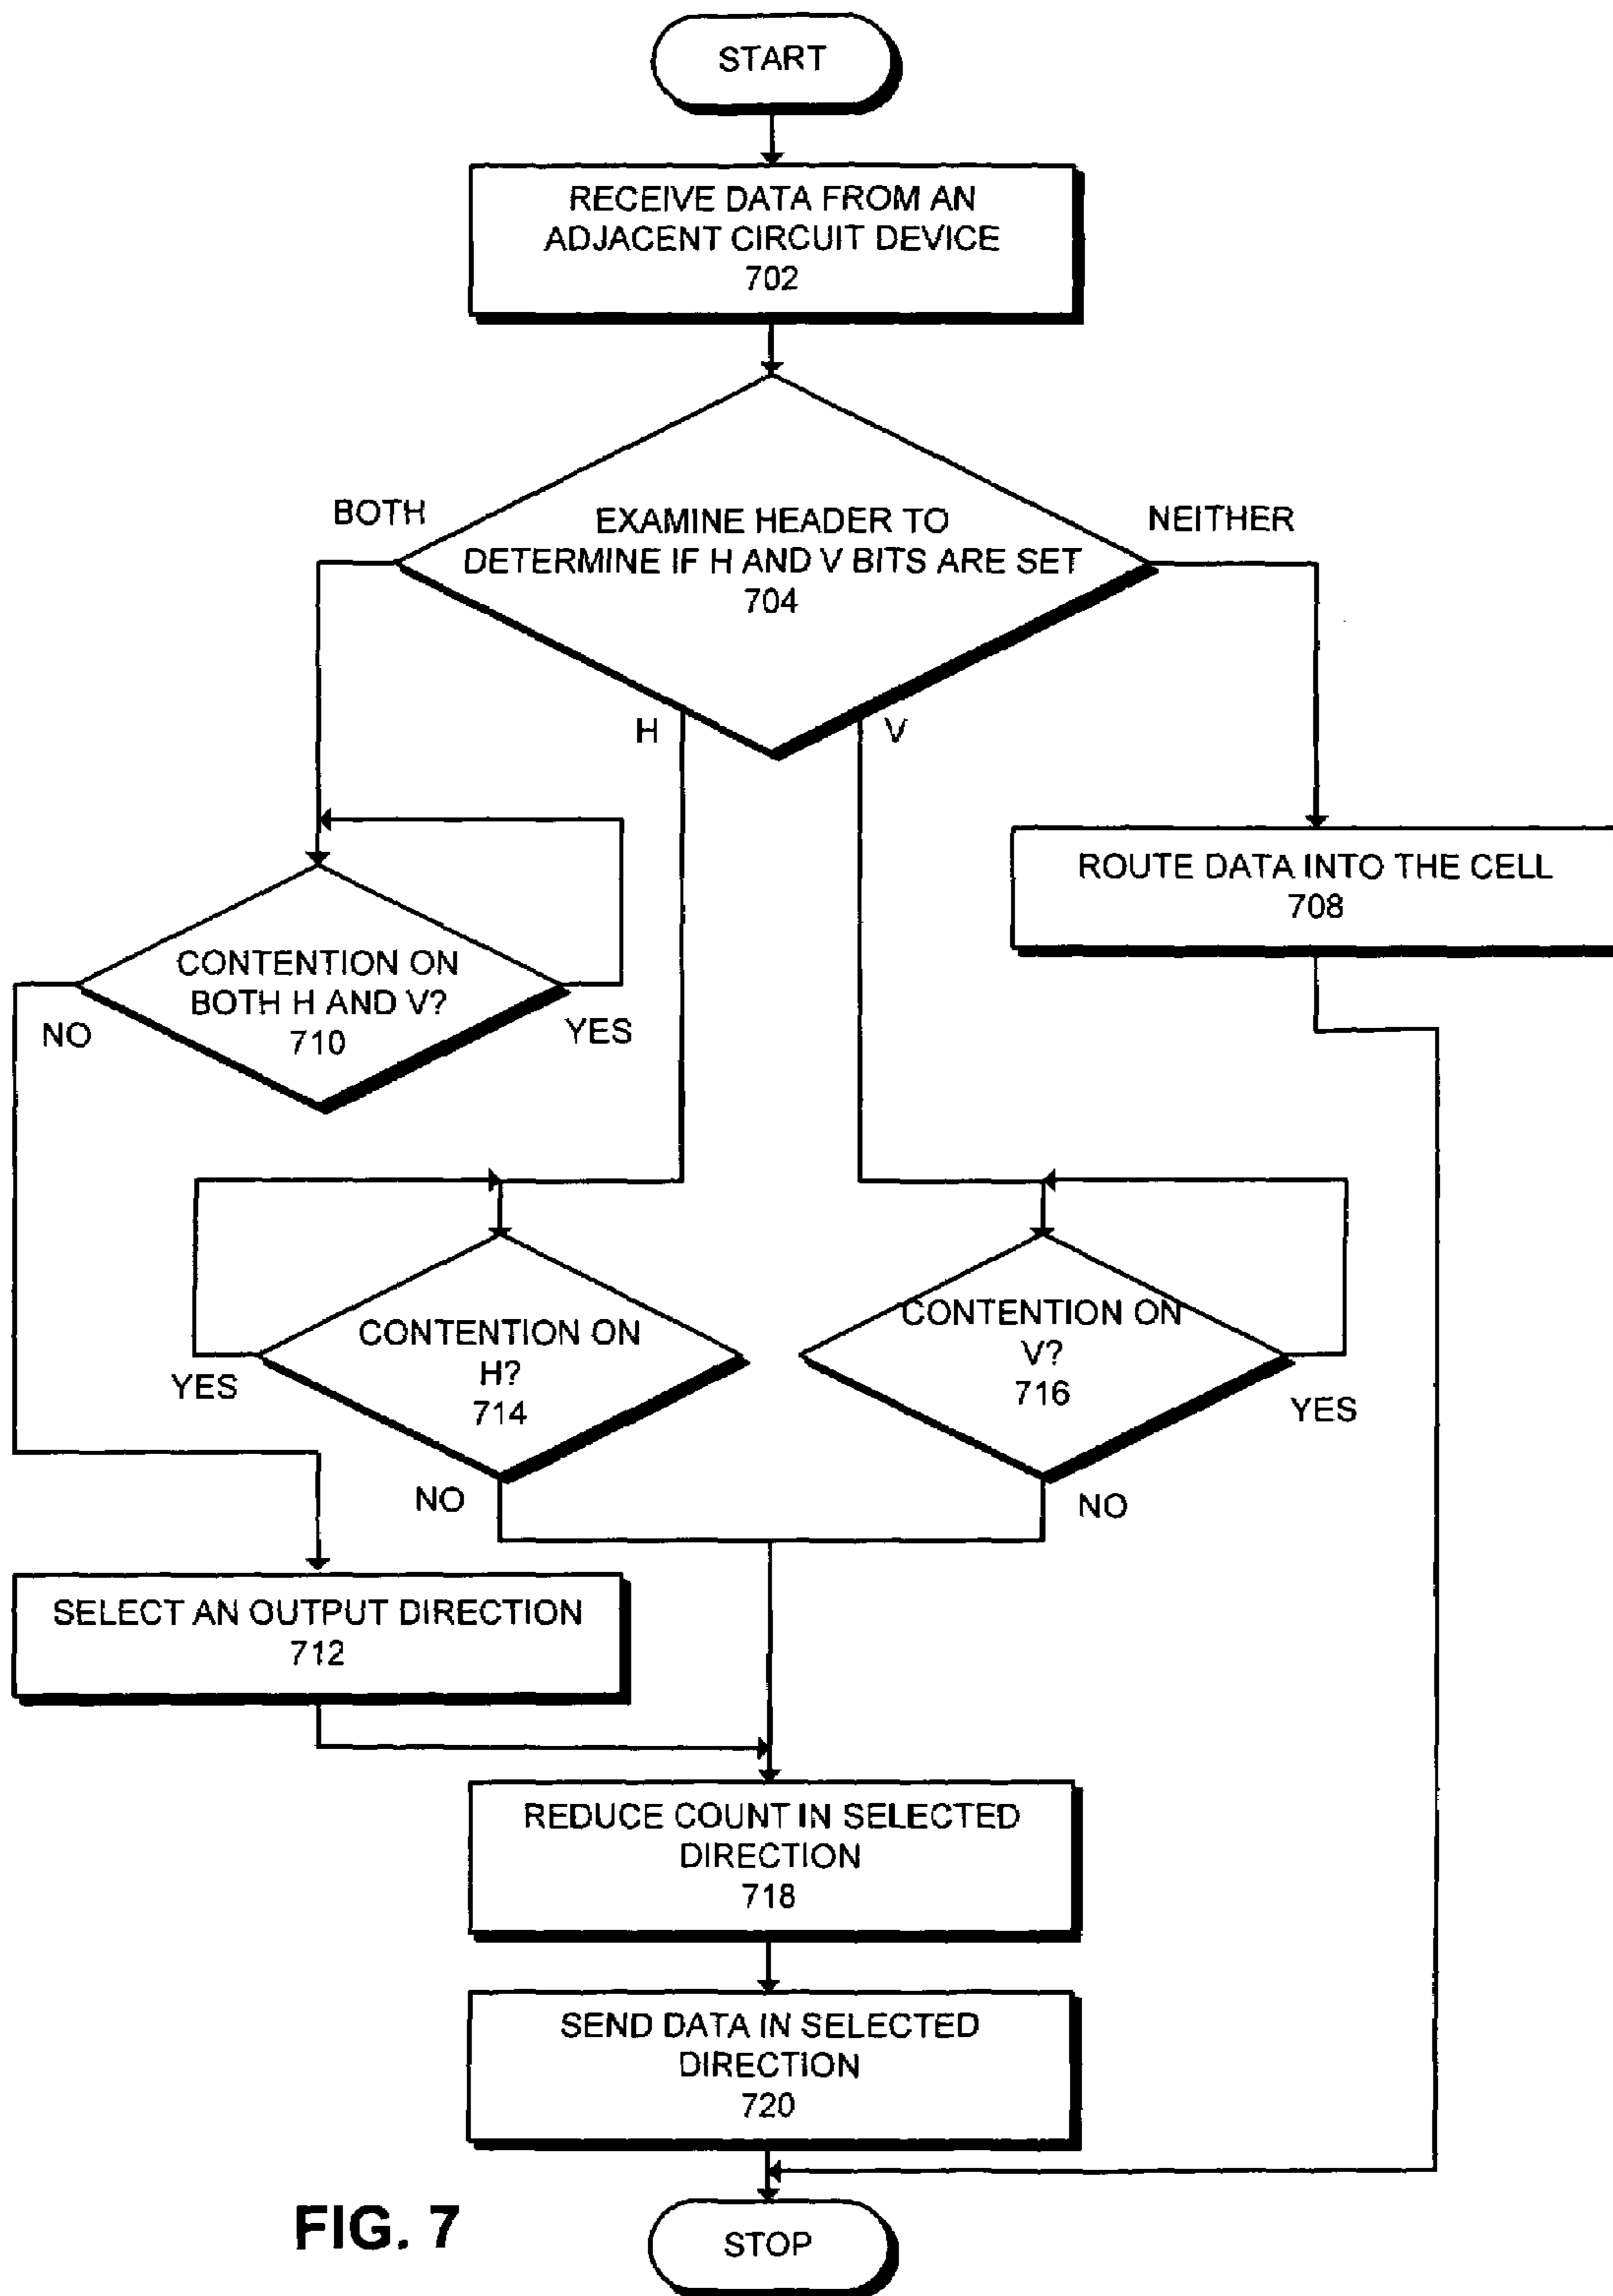 START
RECEIVE DATA FROM AN
ADJACENT CIRCUIT DEVICE
702
BOTH
NEITHER
EXAMINE HEADER TO
DETERMINE IF H AND V BITS ARE SET
704
H
V
ROUTE DATA INTO THE CELL
708
CONTENTION ON
BOTH H AND V?
710
NO
YES
CONTENTION ON
H?
714
YES
NO
CONTENTION ON
V?
716
YES
NO
SELECT AN OUTPUT DIRECTION
712
REDUCE COUNT IN SELECTED
DIRECTION
718
SEND DATA IN SELECTED
DIRECTION
720
STOP
FIG. 7